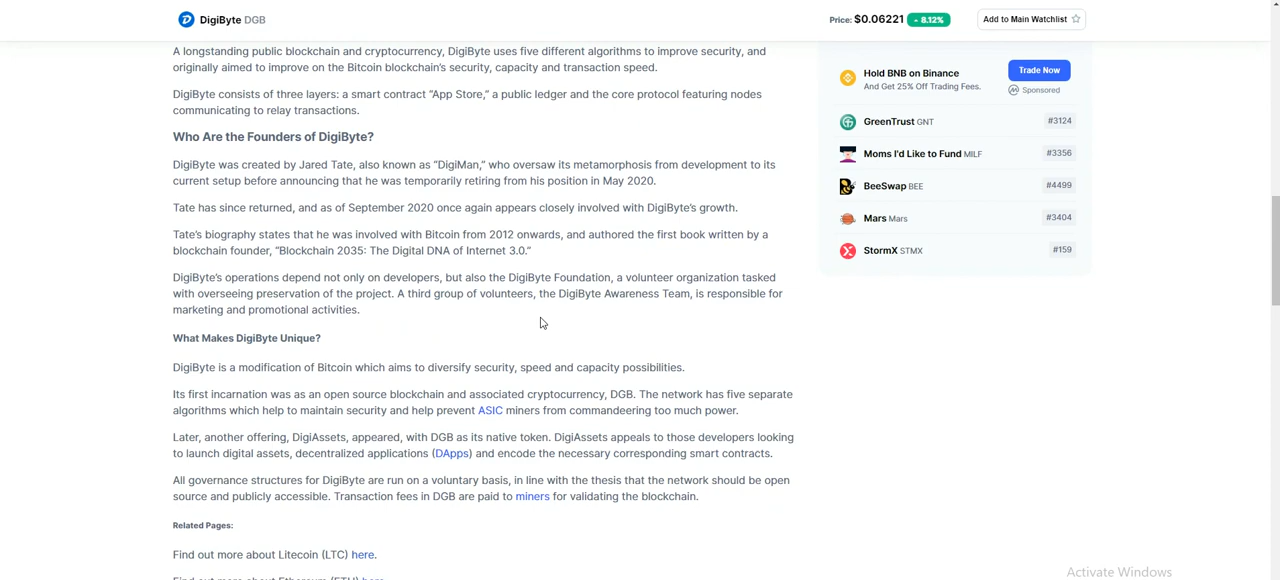 DigiByte DGB
Price: $0.06221 8.12%
Add to Main Watchlist
A longstanding public blockchain and cryptocurrency, DigiByte uses five different algorithms to improve security, and
originally aimed to improve on the Bitcoin blockchain's security, capacity and transaction speed.
DigiByte consists of three layers: a smart contract “App Store,” a public ledger and the core protocol featuring nodes
communicating to relay transactions.
Who Are the Founders of DigiByte?
DigiByte was created by Jared Tate, also known as “DigiMan,” who oversaw its metamorphosis from development to its
current setup before announcing that he was temporarily retiring from his position in May 2020.
Tate has since returned, and as of September 2020 once again appears closely involved with DigiByte's growth.
Tate's biography states that he was involved with Bitcoin from 2012 onwards, and authored the first book written by a
blockchain founder, “Blockchain 2035: The Digital DNA of Internet 3.0.”
DigiByte's operations depend not only on developers, but also the DigiByte Foundation, a volunteer organization tasked
with overseeing preservation of the project. A third group of volunteers, the DigiByte Awareness Team, is responsible for
marketing and promotional activities.
What Makes DigiByte Unique?
DigiByte is a modification of Bitcoin which aims to diversify security, speed and capacity possibilities.
Its first incarnation was as an open source blockchain and associated cryptocurrency, DGB. The network has five separate
algorithms which help to maintain security and help prevent ASIC miners from commandeering too much power.
Later, another offering, DigiAssets, appeared, with DGB as its native token. DigiAssets appeals to those developers looking
to launch digital assets, decentralized applications (DApps) and encode the necessary corresponding smart contracts.
All governance structures for DigiByte are run on a voluntary basis, in line with the thesis that the network should be open
source and publicly accessible. Transaction fees in DGB are paid to miners for validating the blockchain.
Related Pages:
Find out more about Litecoin (LTC) here.
Find out more about Ethereum (ETH) here.
Hold BNB on Binance
And Get 25% Off Trading Fees.
Trade Now
Sponsored
GreenTrust GNT #3124
Moms I'd Like to Fund MILF #3356
BeeSwap BEE #4499
Mars Mars #3404
StormX STMX #159
Activate Windows